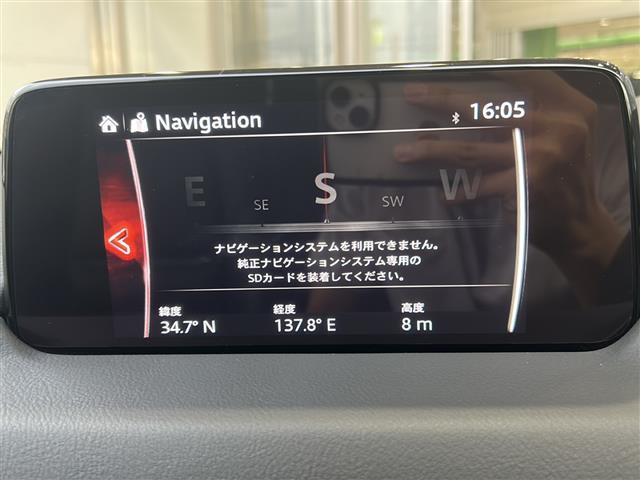 Navigation
16:05
E SE S SW W
ナビゲーションシステムを利用できません。
純正ナビゲーションシステム専用の
SDカードを装着してください。
緯度 経度 高度
34.7° N 137.8° E 8 m